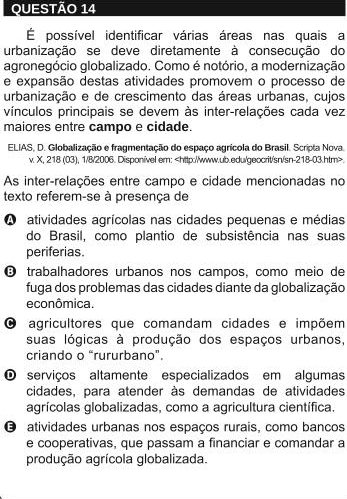 QUESTÃO 14
É possível identificar várias áreas nas quais a
urbanização se deve diretamente à consecução do
agronegócio globalizado. Como é notório, a modernização
e expansão destas atividades promovem o processo de
urbanização e de crescimento das áreas urbanas, cujos
vínculos principais se devem às inter-relações cada vez
maiores entre campo e cidade.
ELIAS, D. Globalização e fragmentação do espaço agrícola do Brasil. Scripta Nova.
v. X, 218 (03), 1/8/2006. Disponível em: <http://www.ub.edu/geocrit/sn/sn-218-03.htm>.
As inter-relações entre campo e cidade mencionadas no
texto referem-se à presença de
A atividades agrícolas nas cidades pequenas e médias
do Brasil, como plantio de subsistência nas suas
periferias.
B trabalhadores urbanos nos campos, como meio de
fuga dos problemas das cidades diante da globalização
econômica.
C agricultores que comandam cidades e impõem
suas lógicas à produção dos espaços urbanos,
criando o “rururbano”.
D serviços altamente especializados em algumas
cidades, para atender às demandas de atividades
agrícolas globalizadas, como a agricultura científica.
E atividades urbanas nos espaços rurais, como bancos
e cooperativas, que passam a financiar e comandar a
produção agrícola globalizada.